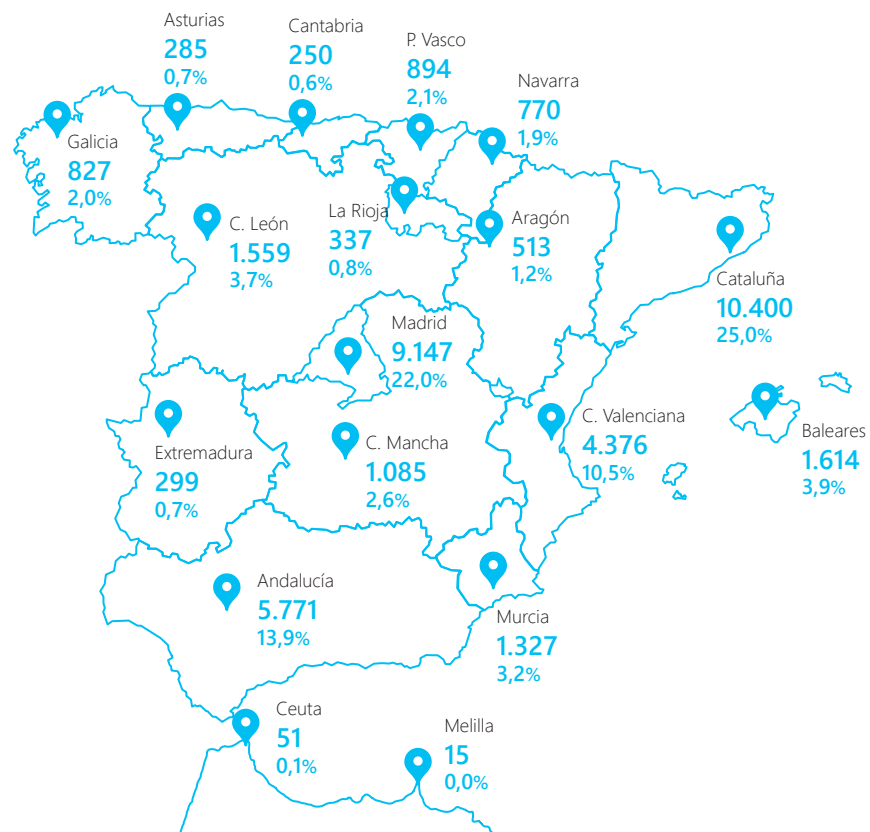 Asturias
285
0,7%
Cantabria
250
0,6%
P. Vasco
894
2,1%
Navarra
770
1,9%
Galicia
827
2,0%
C. León
1.559
3,7%
La Rioja
337
0,8%
Aragón
513
1,2%
Cataluña
10.400
25,0%
Madrid
9.147
22,0%
Extremadura
299
0,7%
C. Mancha
1.085
2,6%
C. Valenciana
4.376
10,5%
Baleares
1.614
3,9%
Andalucía
5.771
13,9%
Murcia
1.327
3,2%
Ceuta
51
0,1%
Melilla
15
0,0%